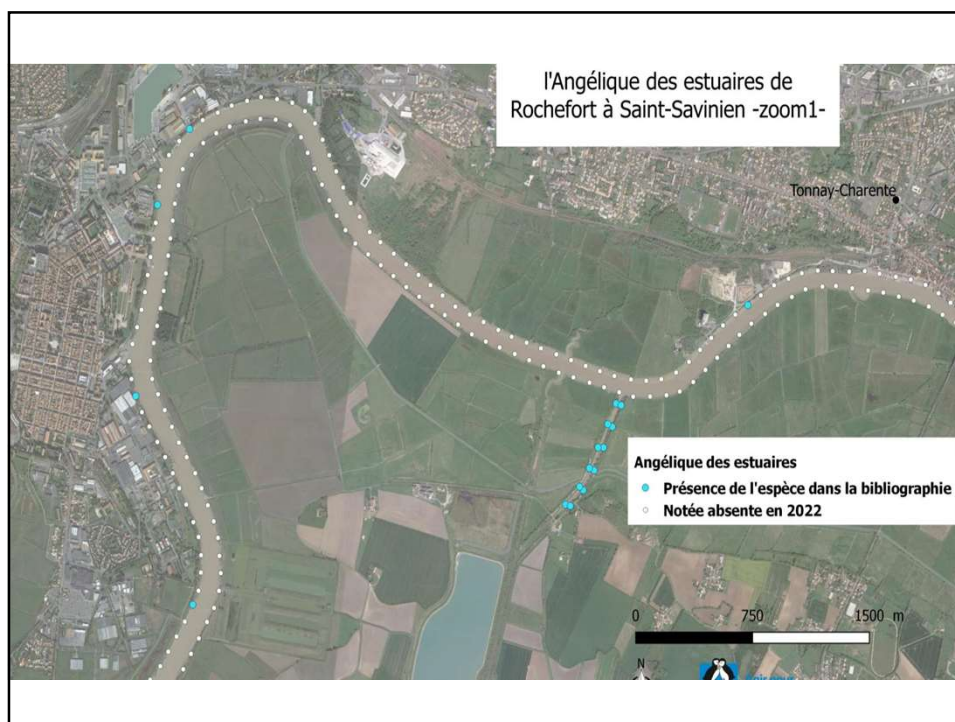 l'Angélique des estuaires de
Rochefort à Saint-Savinien -zoom1-
Tonnay-Charente
Angélique des estuaires
Présence de l'espèce dans la bibliographie
Notée absente en 2022
0 750 1500 m
N